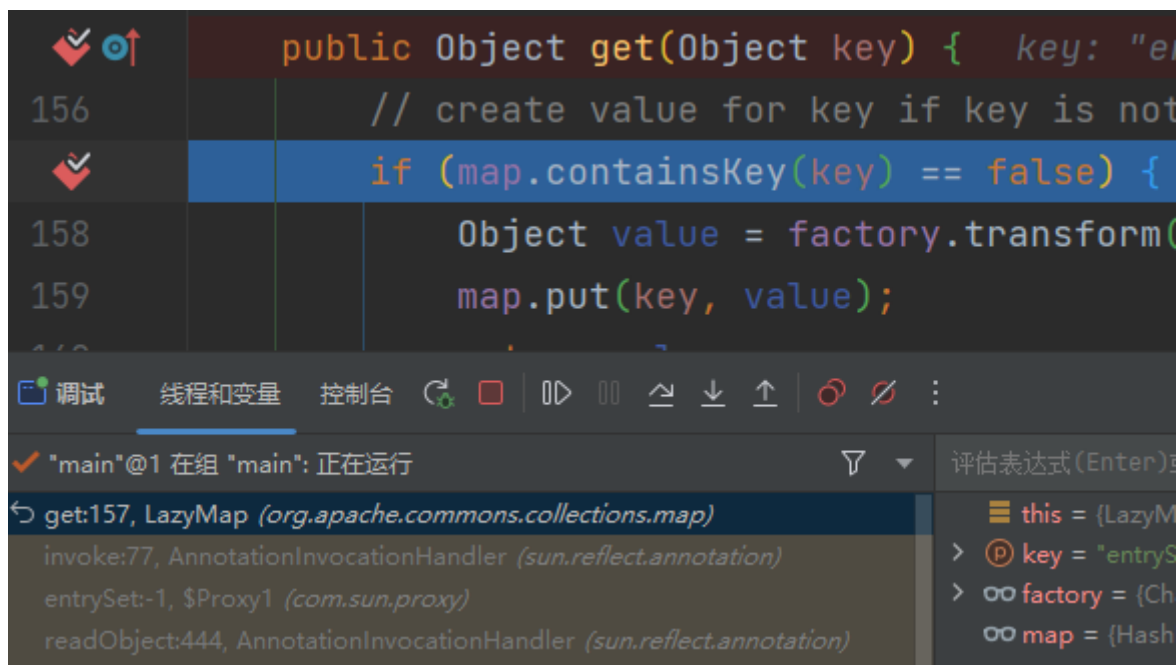 public Object get(Object key) {   key: "e
156   // create value for key if key is not
if (map.containsKey(key) == false) {
158   Object value = factory.transform(
159   map.put(key, value);
调试 线程和变量 控制台
"main"@1 在组 "main": 正在运行
评估表达式(Enter)或
get:157, LazyMap (org.apache.commons.collections.map)
this = {LazyM
invoke:77, AnnotationInvocationHandler (sun.reflect.annotation)
key = "entryS
entrySet:-1, $Proxy1 (com.sun.proxy)
factory = {Ch
readObject:444, AnnotationInvocationHandler (sun.reflect.annotation)
map = {Hash